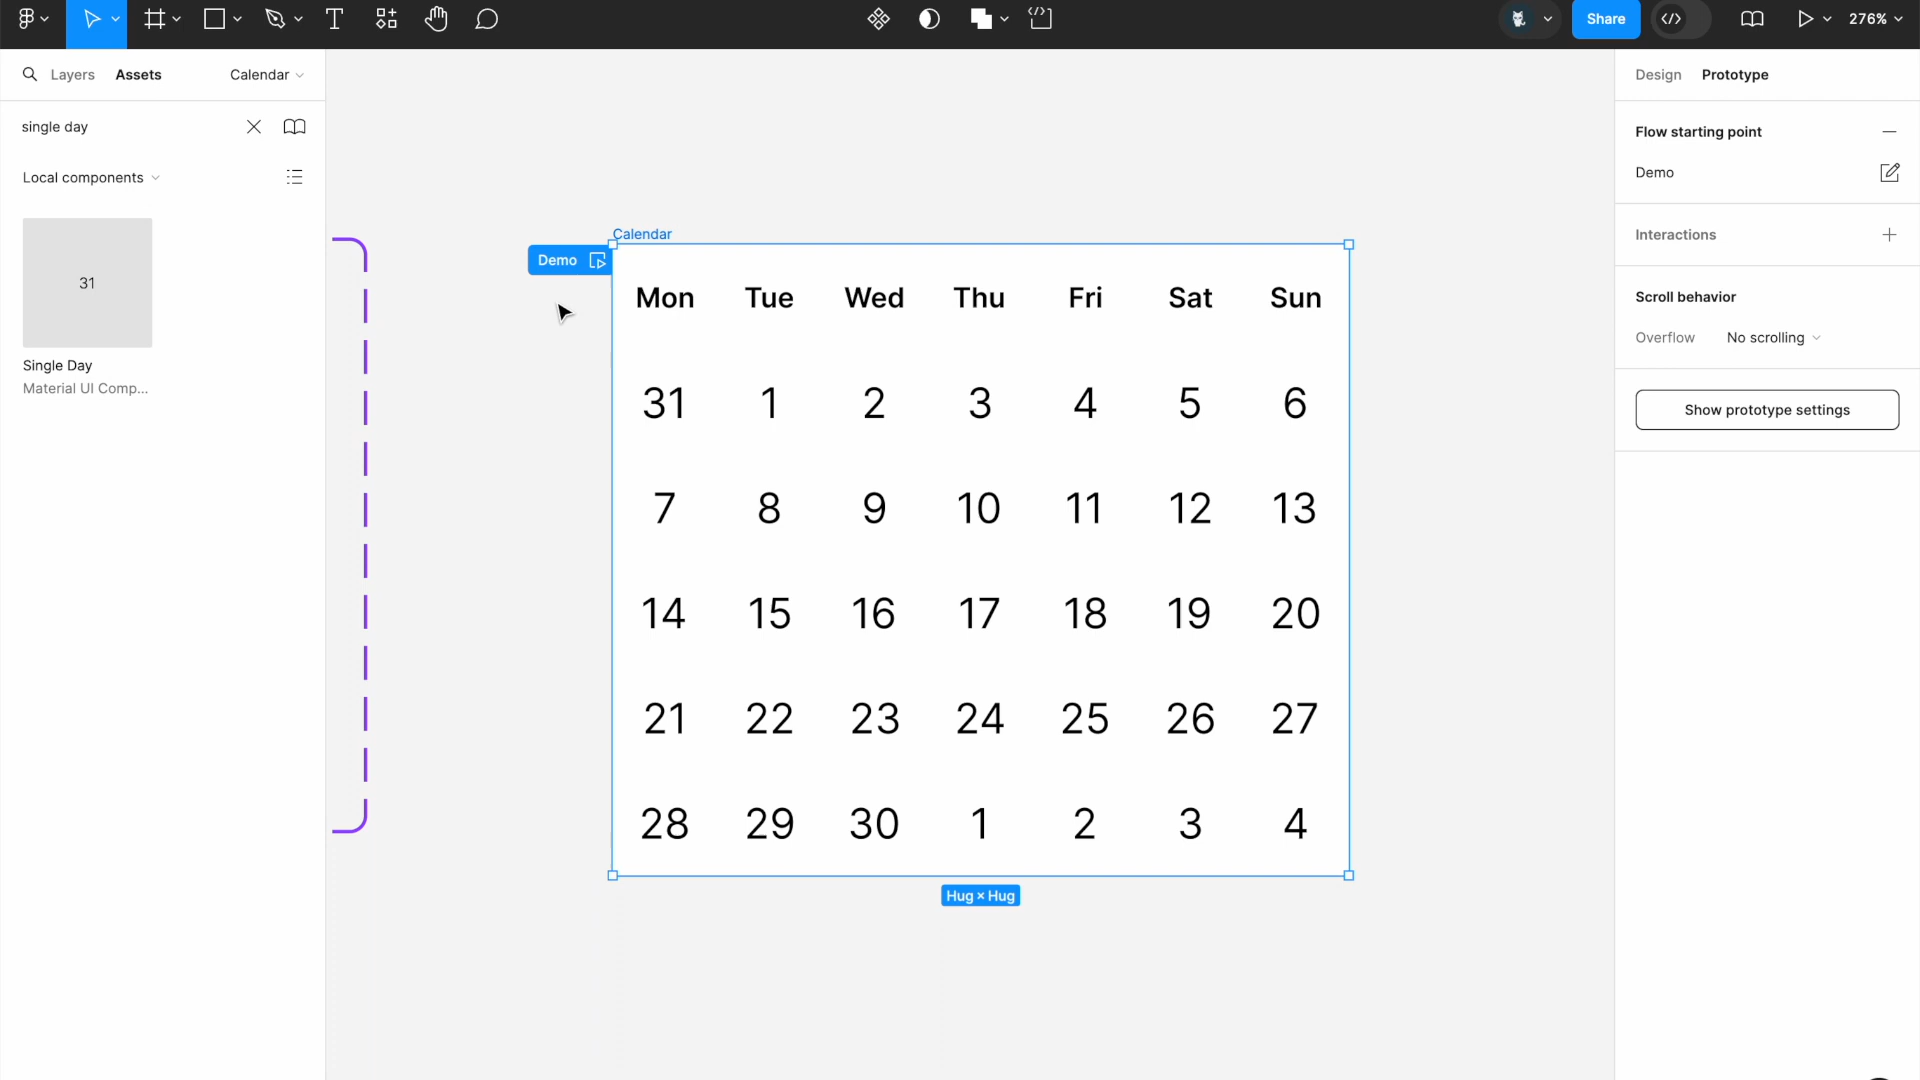 Share
276%
Layers Assets Calendar
single day
Local components
31
Single Day
Material UI Comp...
Calendar
Demo
Mon Tue Wed Thu Fri Sat Sun
31 1 2 3 4 5 6
7 8 9 10 11 12 13
14 15 16 17 18 19 20
21 22 23 24 25 26 27
28 29 30 1 2 3 4
Hug × Hug
Design Prototype
Flow starting point
Demo
Interactions
Scroll behavior
Overflow No scrolling
Show prototype settings